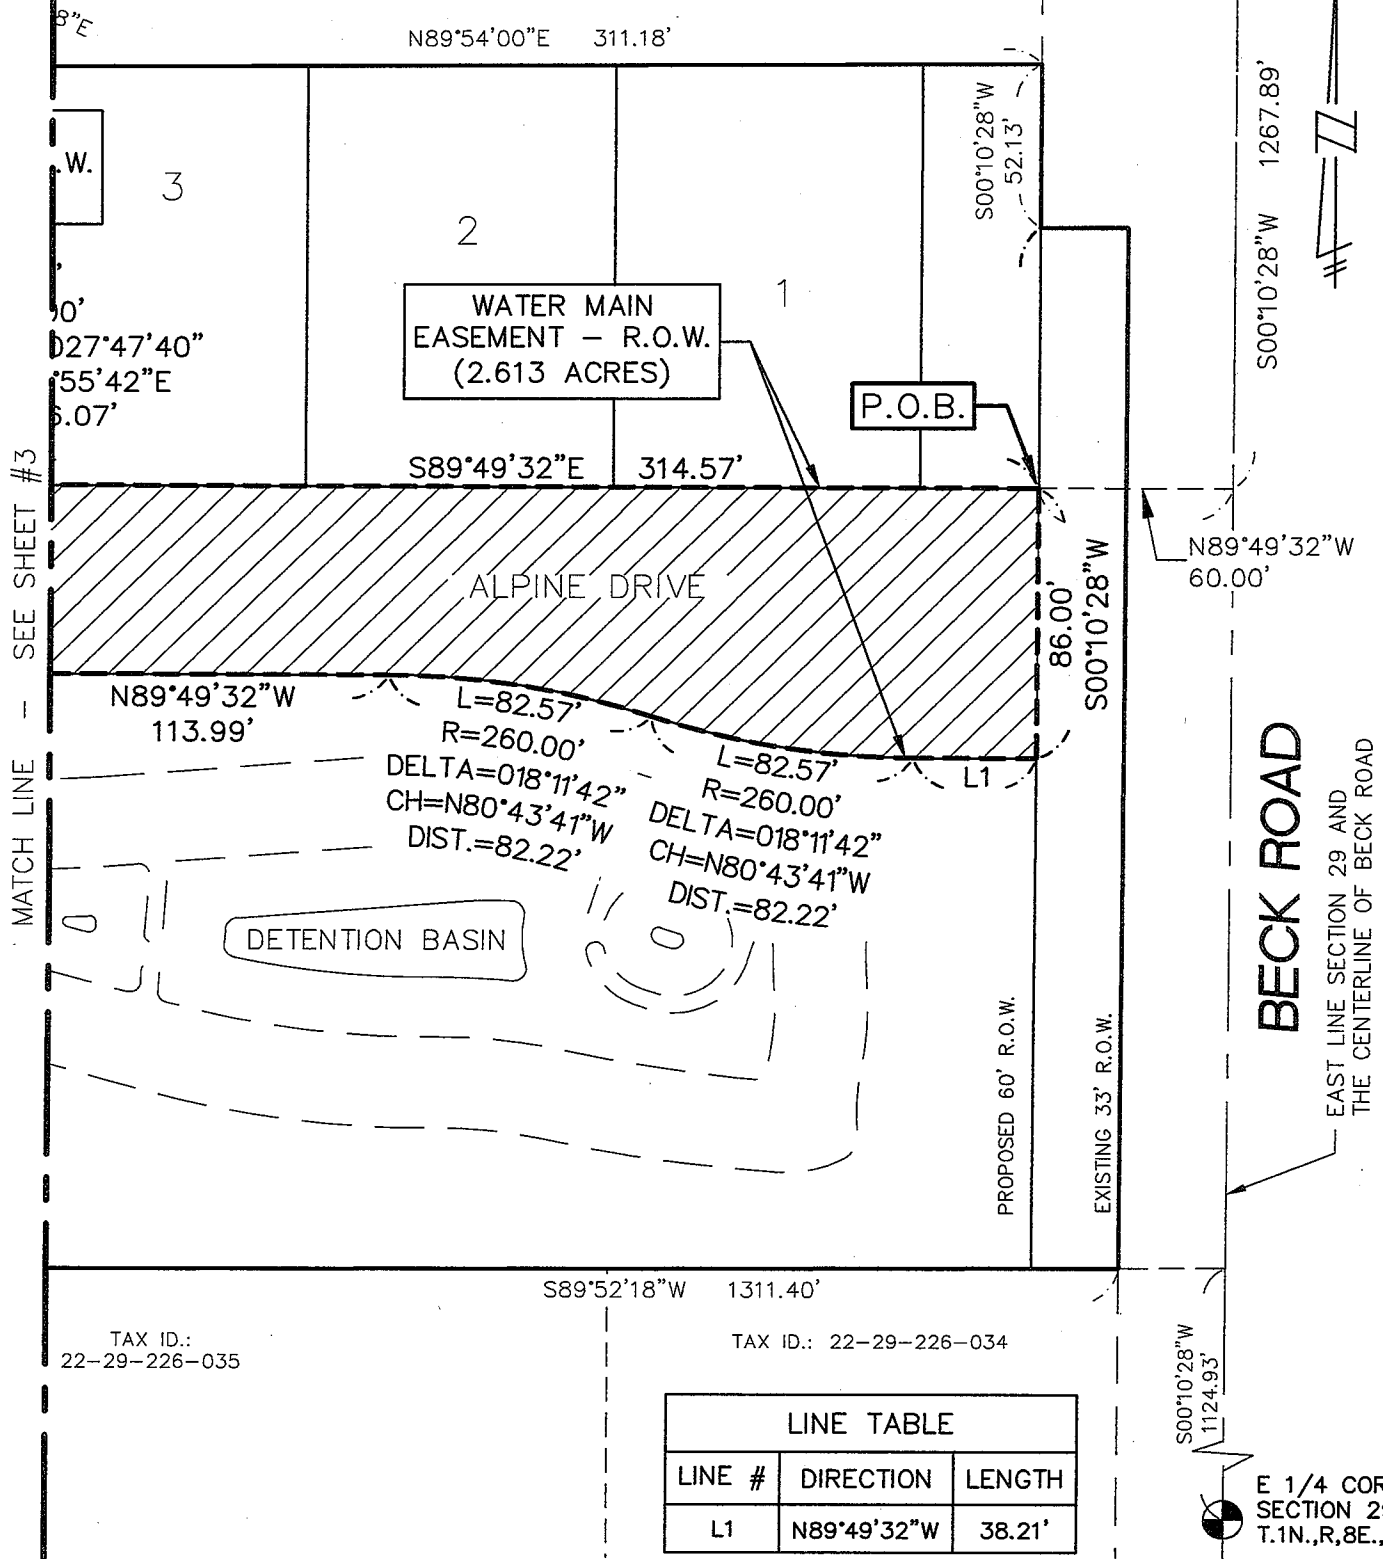 8"E
N89°54'00"E 311.18'
S00°10'28"W
52.13'
S00°10'28"W 1267.89'
.W.
3
2
1
WATER MAIN
EASEMENT – R.O.W.
(2.613 ACRES)
P.O.B.
0'
027°47'40"
°55'42"E
6.07'
S89°49'32"E 314.57'
N89°49'32"W
60.00'
ALPINE DRIVE
86.00'
S00°10'28"W
MATCH LINE – SEE SHEET #3
N89°49'32"W
113.99'
L=82.57'
R=260.00'
DELTA=018°11'42"
CH=N80°43'41"W
DIST.=82.22'
L=82.57'
R=260.00'
DELTA=018°11'42"
CH=N80°43'41"W
DIST.=82.22'
L1
DETENTION BASIN
PROPOSED 60' R.O.W.
EXISTING 33' R.O.W.
BECK ROAD
EAST LINE SECTION 29 AND
THE CENTERLINE OF BECK ROAD
S89°52'18"W 1311.40'
TAX ID.:
22-29-226-035
TAX ID.: 22-29-226-034
S00°10'28"W
1124.93'
LINE TABLE
LINE # DIRECTION LENGTH
L1 N89°49'32"W 38.21'
E 1/4 COR
SECTION 29
T.1N.,R,8E.,